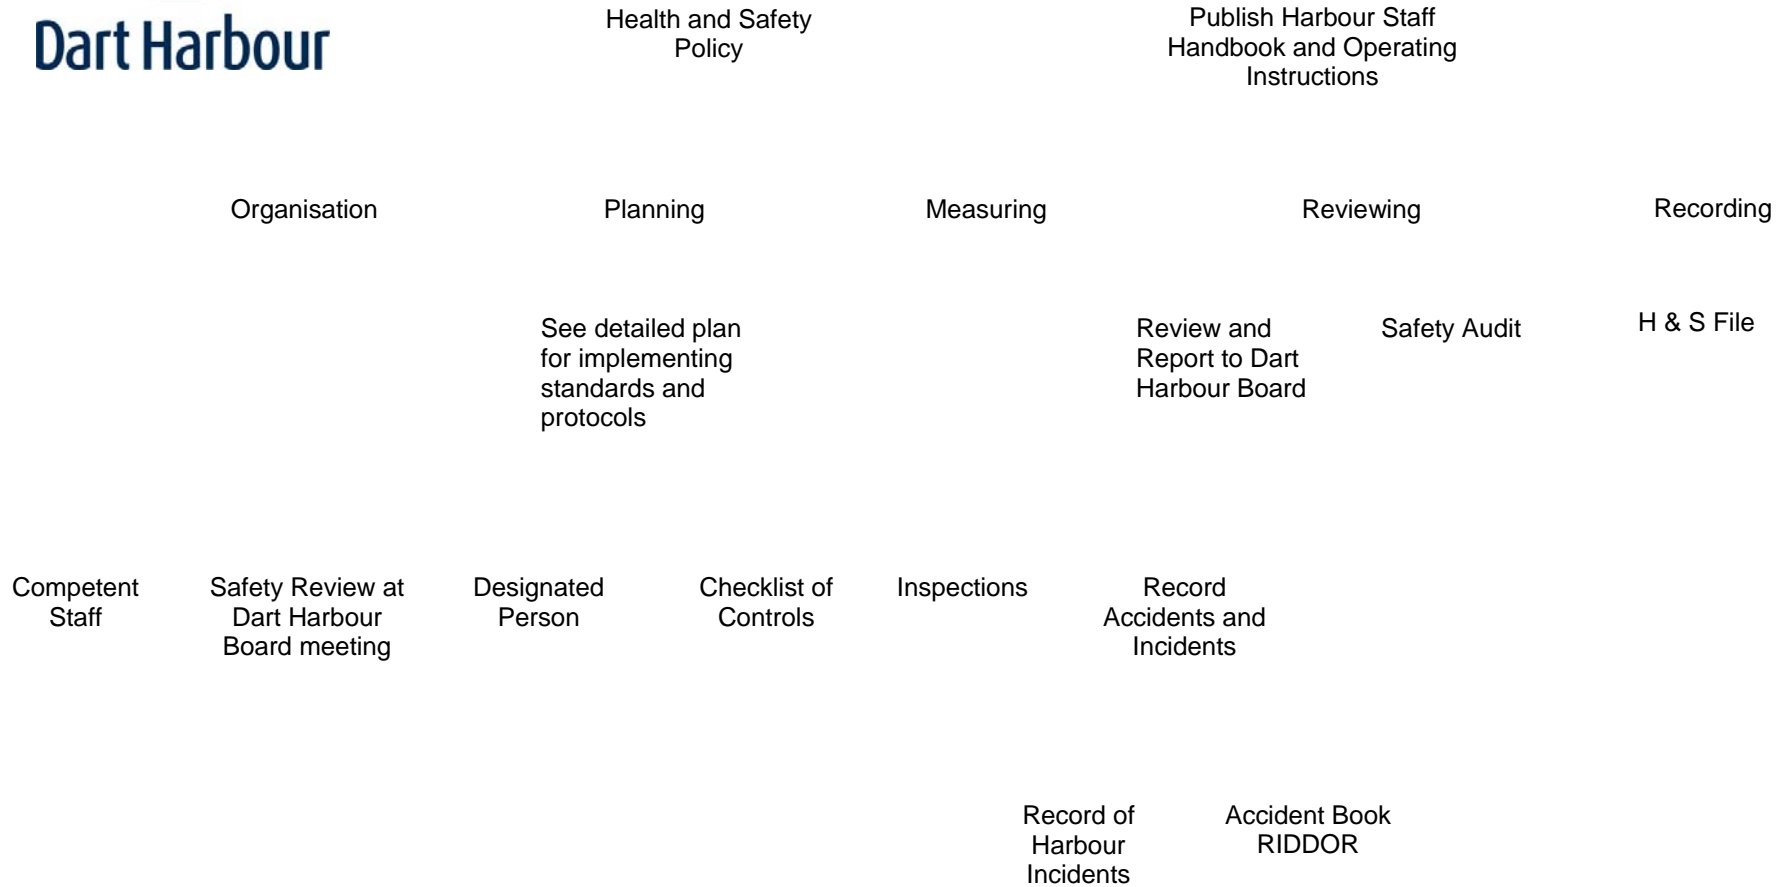 Dart Harbour
Health and Safety
Policy
Publish Harbour Staff
Handbook and Operating
Instructions
Organisation
Planning
Measuring
Reviewing
Recording
See detailed plan
for implementing
standards and
protocols
Review and
Report to Dart
Harbour Board
Safety Audit
H & S File
Competent
Staff
Safety Review at
Dart Harbour
Board meeting
Designated
Person
Checklist of
Controls
Inspections
Record
Accidents and
Incidents
Record of
Harbour
Incidents
Accident Book
RIDDOR